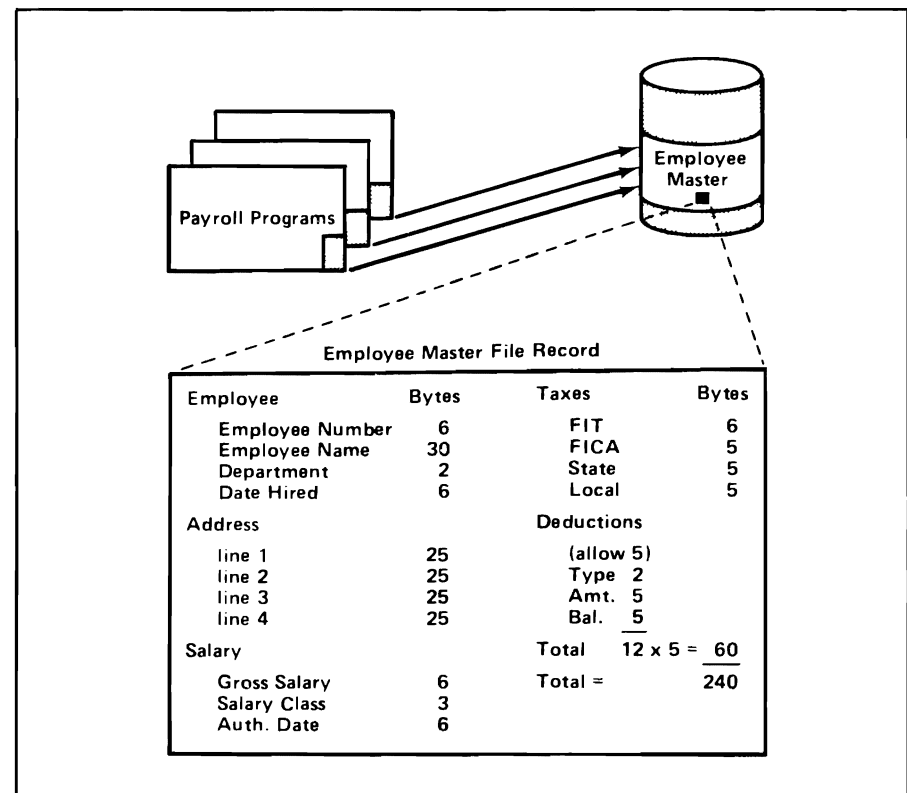 Payroll Programs
Employee
Master
Employee Master File Record
Employee Bytes
Employee Number 6
Employee Name 30
Department 2
Date Hired 6
Address
line 1 25
line 2 25
line 3 25
line 4 25
Salary
Gross Salary 6
Salary Class 3
Auth. Date 6
Taxes Bytes
FIT 6
FICA 5
State 5
Local 5
Deductions
(allow 5)
Type 2
Amt. 5
Bal. 5
Total 12 x 5 = 60
Total = 240